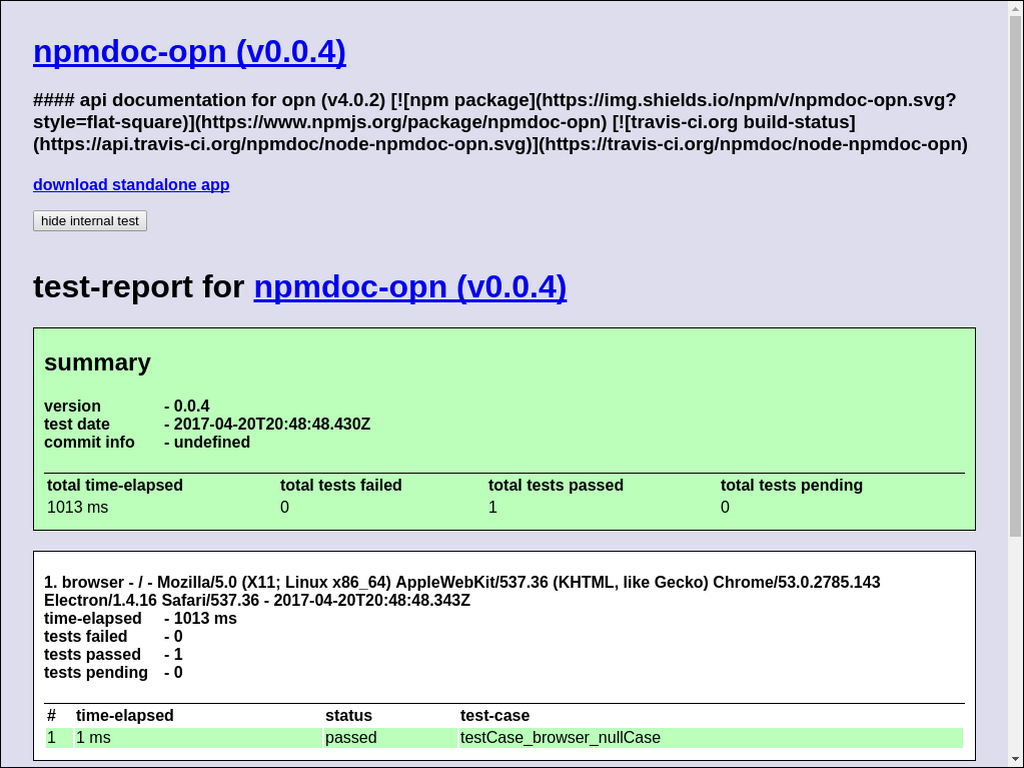 npmdoc-opn (v0.0.4)
#### api documentation for opn (v4.0.2) [![npm package](https://img.shields.io/npm/v/npmdoc-opn.svg?
style=flat-square)](https://www.npmjs.org/package/npmdoc-opn) [![travis-ci.org build-status]
(https://api.travis-ci.org/npmdoc/node-npmdoc-opn.svg)](https://travis-ci.org/npmdoc/node-npmdoc-opn)
download standalone app
hide internal test
test-report for npmdoc-opn (v0.0.4)
summary
version - 0.0.4
test date - 2017-04-20T20:48:48.430Z
commit info - undefined
total time-elapsed total tests failed total tests passed total tests pending
1013 ms 0 1 0
1. browser - / - Mozilla/5.0 (X11; Linux x86_64) AppleWebKit/537.36 (KHTML, like Gecko) Chrome/53.0.2785.143
Electron/1.4.16 Safari/537.36 - 2017-04-20T20:48:48.343Z
time-elapsed - 1013 ms
tests failed - 0
tests passed - 1
tests pending - 0
# time-elapsed status test-case
1 1 ms passed testCase_browser_nullCase